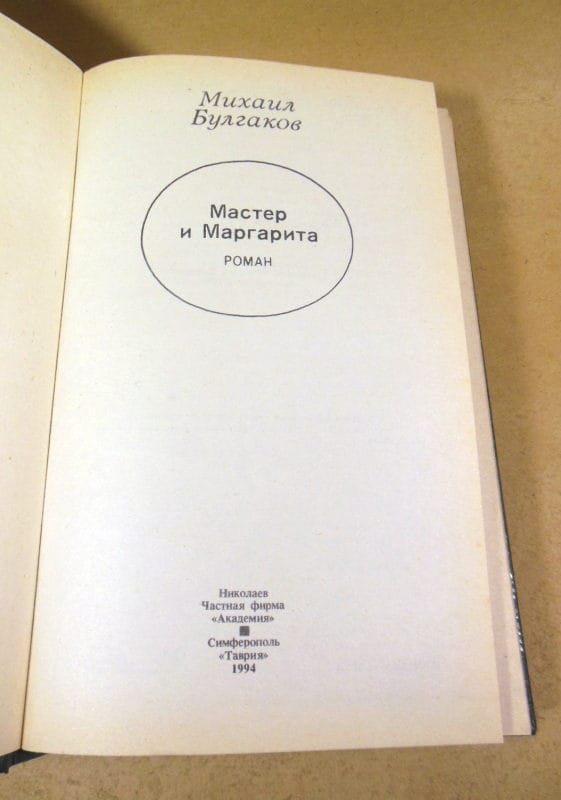 Михаил
Булгаков
Мастер
и Маргарита
РОМАН
Николаев
Частная фирма
«Академия»
Симферополь
«Таврия»
1994